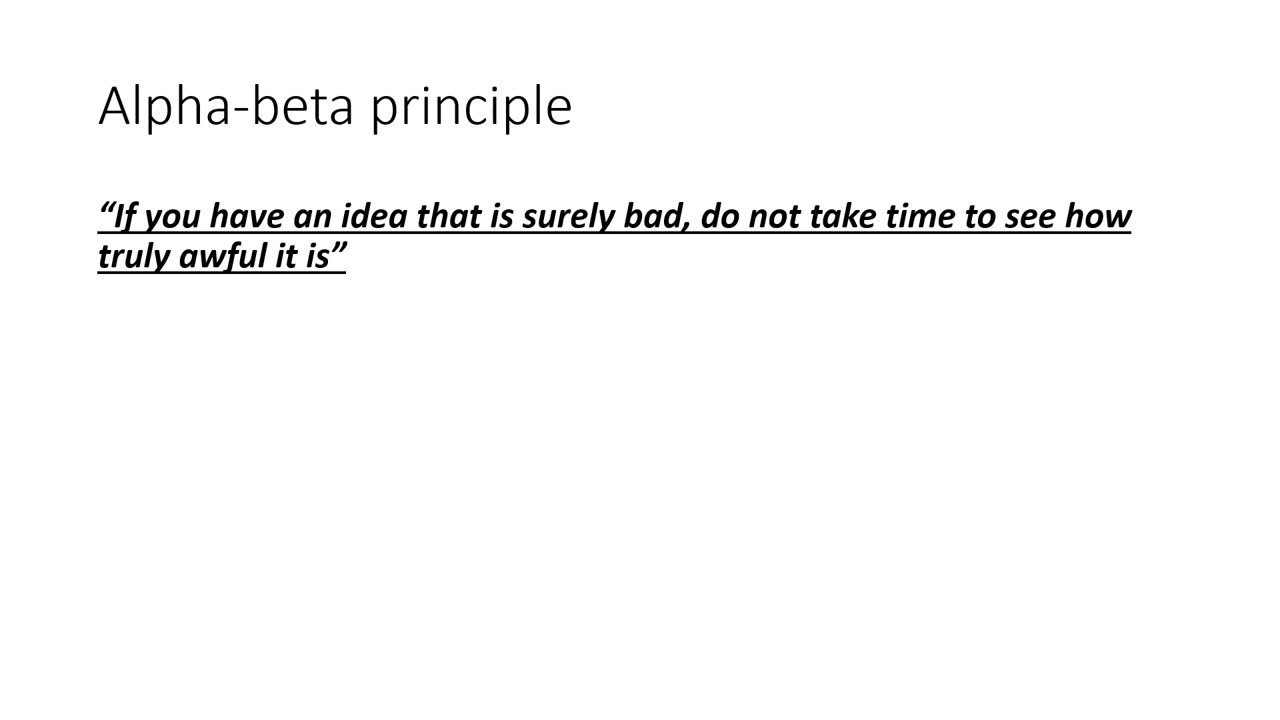 Alpha-beta principle
“If you have an idea that is surely bad, do not take time to see how
truly awful it is”